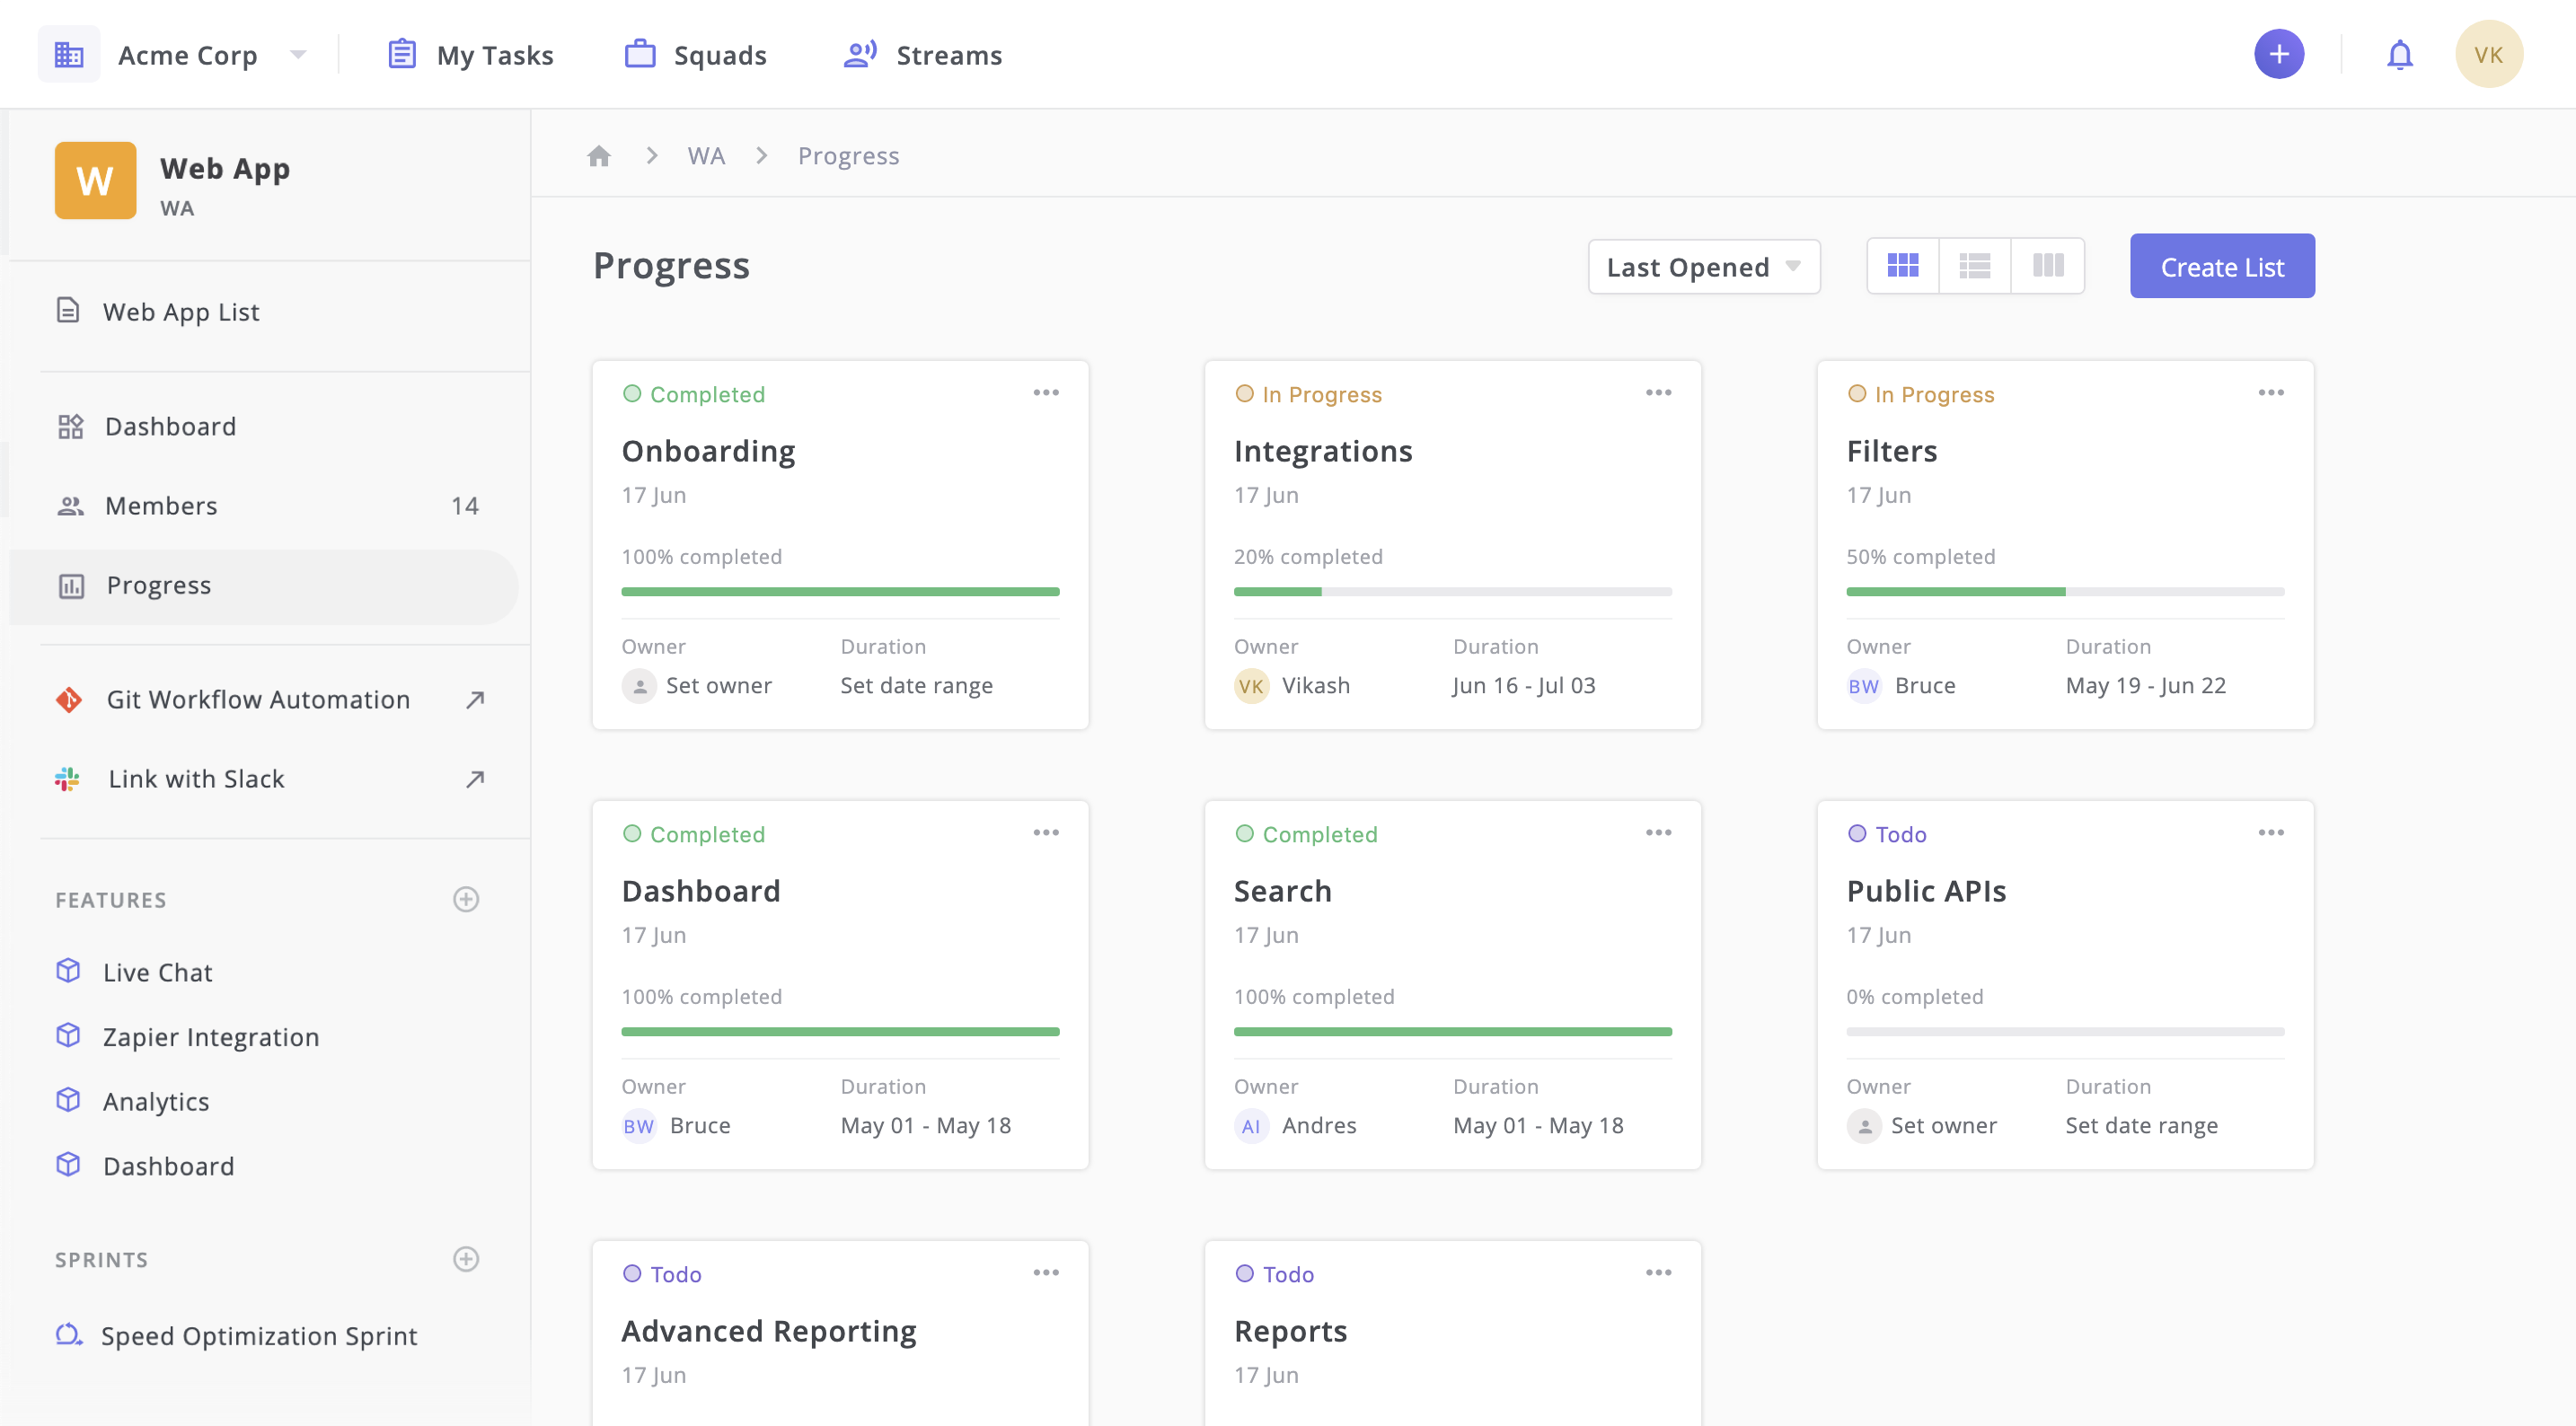 Acme Corp
My Tasks
Squads
Streams
VK
W
Web App
WA
Web App List
Dashboard
Members 14
Progress
Git Workflow Automation
Link with Slack
FEATURES
Live Chat
Zapier Integration
Analytics
Dashboard
SPRINTS
Speed Optimization Sprint
WA
Progress
Progress
Last Opened
Create List
Completed
Onboarding
17 Jun
100% completed
Owner Duration
Set owner Set date range
In Progress
Integrations
17 Jun
20% completed
Owner Duration
VK Vikash Jun 16 - Jul 03
In Progress
Filters
17 Jun
50% completed
Owner Duration
BW Bruce May 19 - Jun 22
Completed
Dashboard
17 Jun
100% completed
Owner Duration
BW Bruce May 01 - May 18
Completed
Search
17 Jun
100% completed
Owner Duration
AI Andres May 01 - May 18
Todo
Public APIs
17 Jun
0% completed
Owner Duration
Set owner Set date range
Todo
Advanced Reporting
17 Jun
Todo
Reports
17 Jun